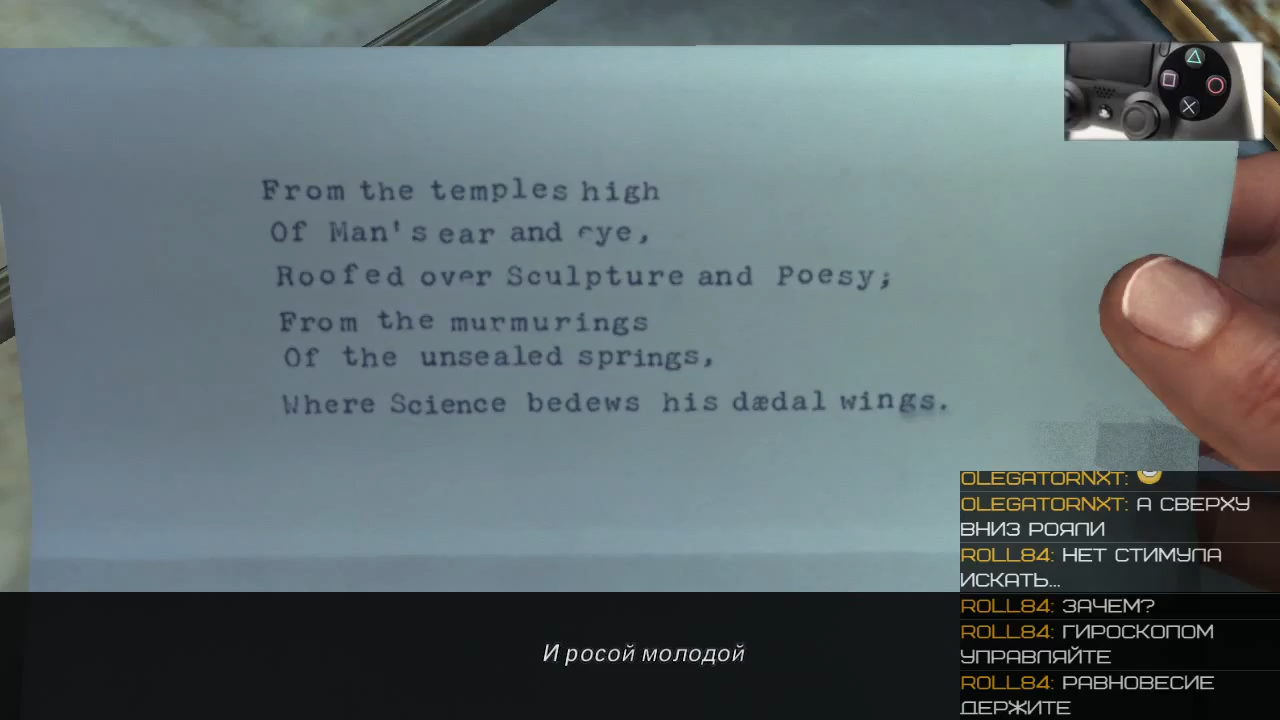 From the temples high
Of Man's ear and eye,
Roofed over Sculpture and Poesy;
From the murmurings
Of the unsealed springs,
Where Science bedews his dædal wings.
OLEGATORNXT:
OLEGATORNXT: А СВЕРХУ
ВНИЗ РОЯЛИ
ROLL84: НЕТ СТИМУЛА
ИСКАТЬ...
ROLL84: ЗАЧЕМ?
ROLL84: ГИРОСКОПОМ
УПРАВЛЯЙТЕ
ROLL84: РАВНОВЕСИЕ
ДЕРЖИТЕ
И росой молодой